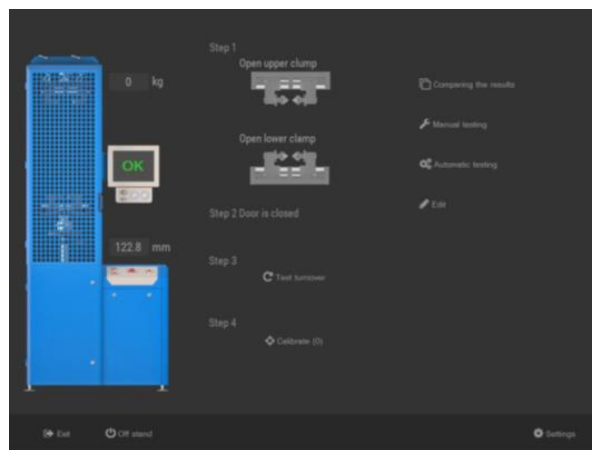 Step 1
Open upper clump
0 kg
Comparing the results
Manual testing
Open lower clamp
OK
Automatic testing
Edit
Step 2 Door is closed
122.8 mm
Step 3
Test turnover
Step 4
Calibrate (0)
Exit
Off stand
Settings